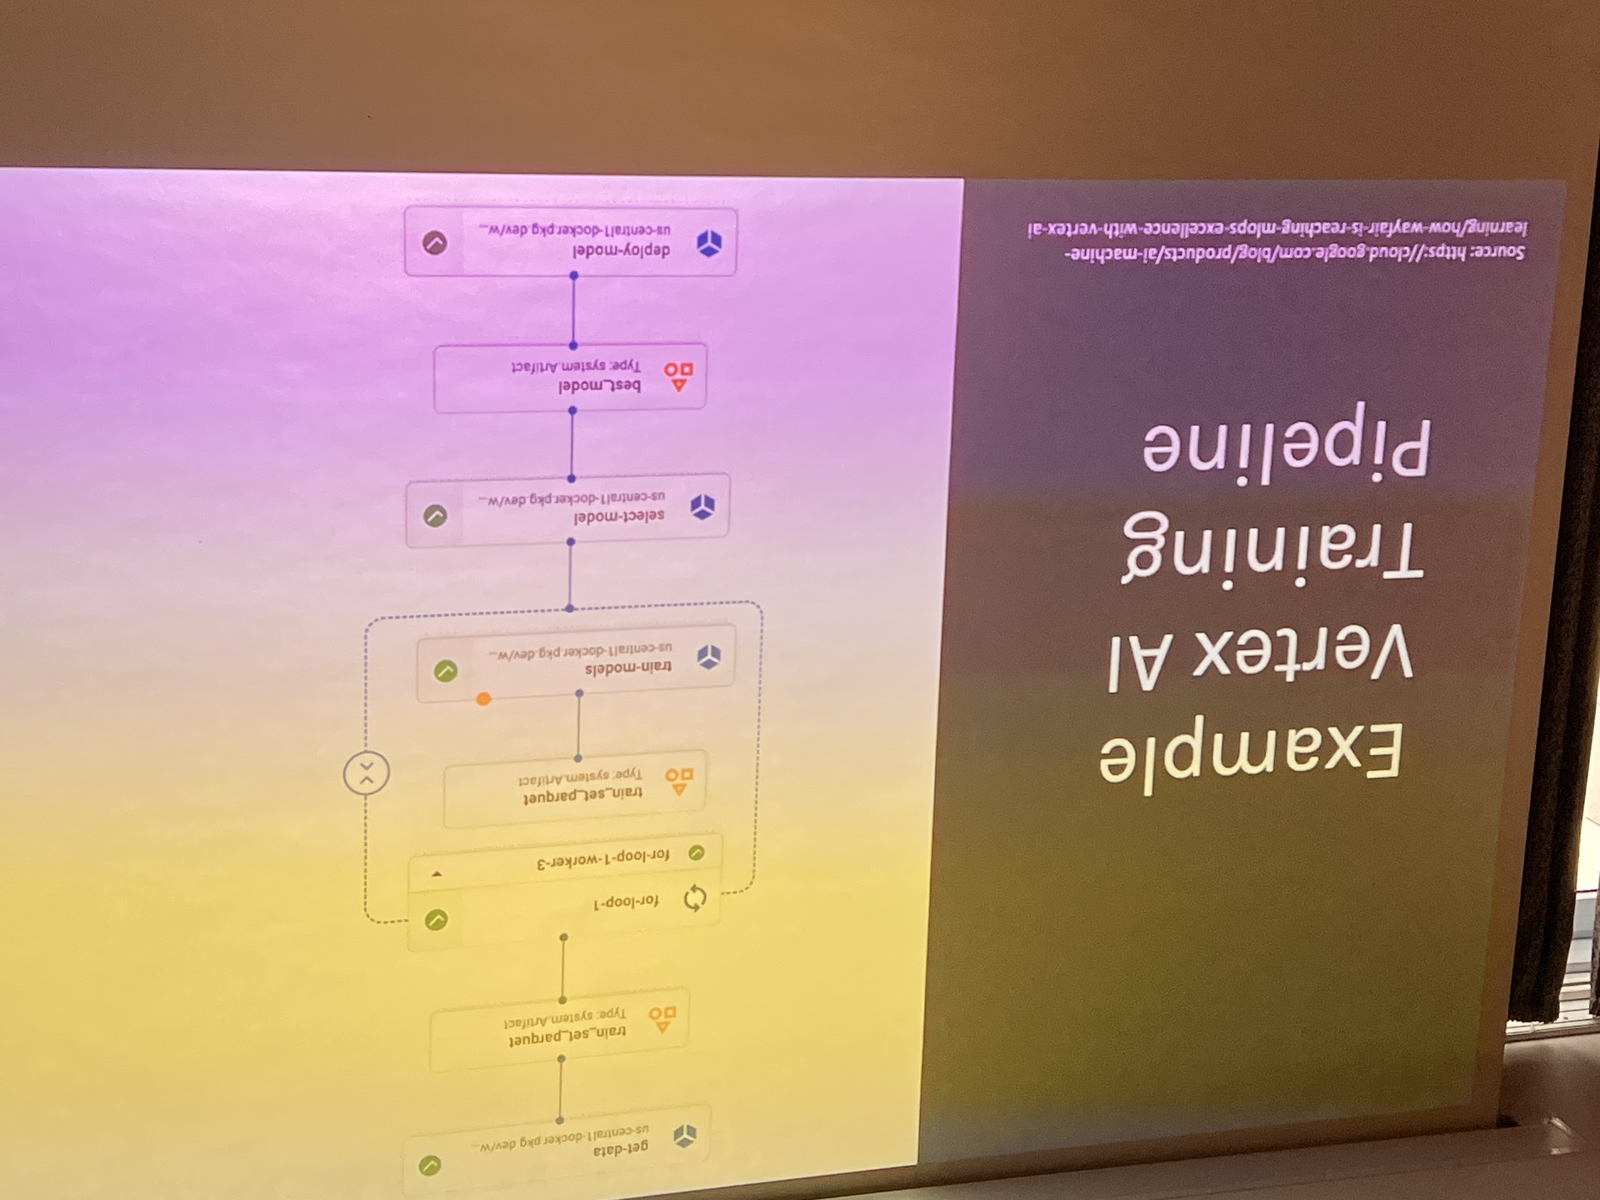 Example
Vertex AI
Training
Pipeline
Source: https://cloud.google.com/blog/products/ai-machine-
learning/how-wayfair-is-reaching-mlops-excellence-with-vertex-ai
get-data
us-central1-docker.pkg.dev/w...
train_set_parquet
Type: system.Artifact
for-loop-1
for-loop-1-worker-3
train_set_parquet
Type: system.Artifact
train-models
us-central1-docker.pkg.dev/w...
select-model
us-central1-docker.pkg.dev/w...
best_model
Type: system.Artifact
deploy-model
us-central1-docker.pkg.dev/w...